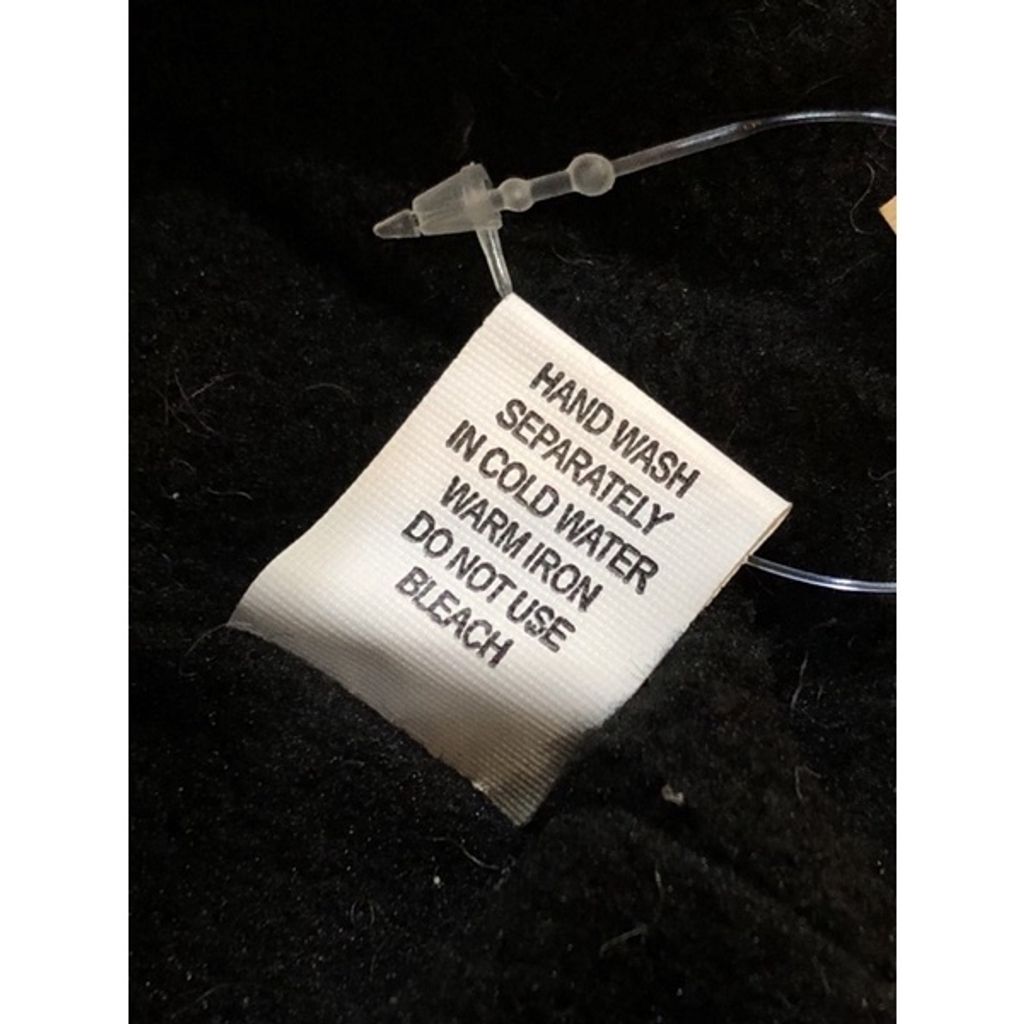 HAND WASH
SEPARATELY
IN COLD WATER
WARM IRON
DO NOT USE
BLEACH